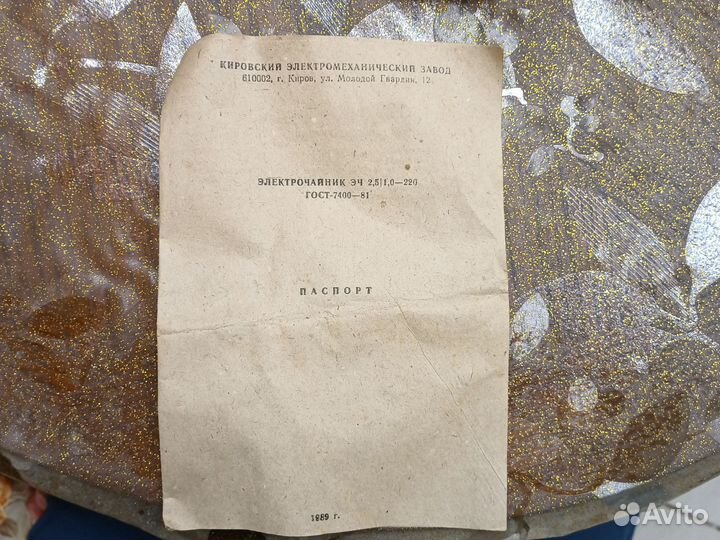 КИРОВСКИЙ ЭЛЕКТРОМЕХАНИЧЕСКИЙ ЗАВОД
610002, г. Киров, ул. Молодой Гвардии, 12.
ЭЛЕКТРОЧАЙНИК ЭЧ 2,5/1,0—220
ГОСТ-7400—81
ПАСПОРТ
1989 г.
Avito